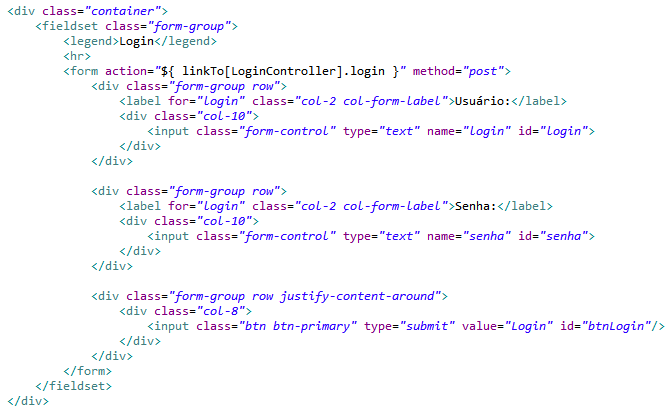 <div class="container">
<fieldset class="form-group">
<legend>Login</legend>
<hr>
<form action="${ linkTo[LoginController].login }" method="post">
<div class="form-group row">
<label for="login" class="col-2 col-form-label">Usuário:</label>
<div class="col-10">
<input class="form-control" type="text" name="login" id="login">
</div>
</div>
<div class="form-group row">
<label for="login" class="col-2 col-form-label">Senha:</label>
<div class="col-10">
<input class="form-control" type="text" name="senha" id="senha">
</div>
</div>
<div class="form-group row justify-content-around">
<div class="col-8">
<input class="btn btn-primary" type="submit" value="Login" id="btnLogin"/>
</div>
</div>
</form>
</fieldset>
</div>